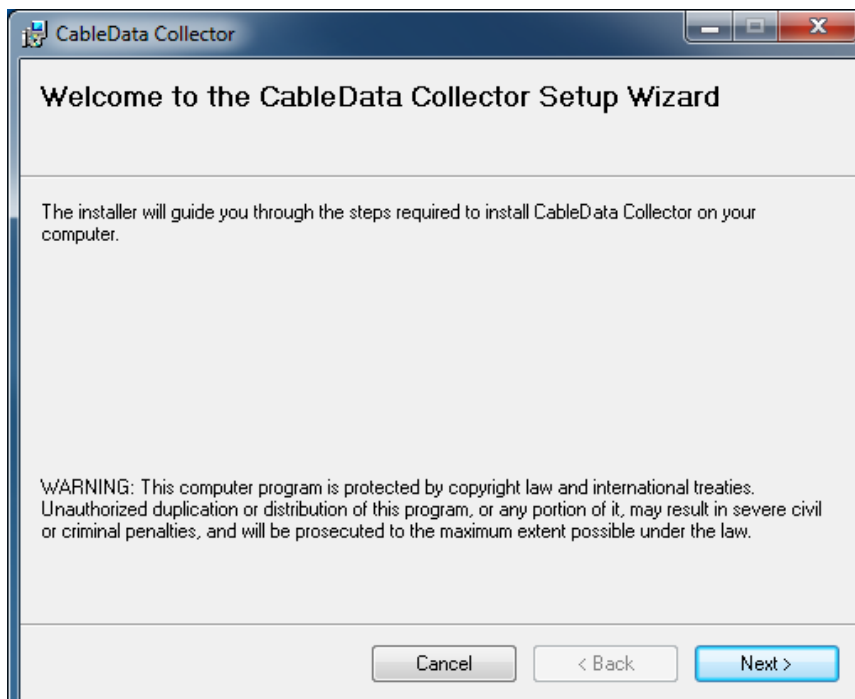 CableData Collector
Welcome to the CableData Collector Setup Wizard
The installer will guide you through the steps required to install CableData Collector on your
computer.
WARNING: This computer program is protected by copyright law and international treaties.
Unauthorized duplication or distribution of this program, or any portion of it, may result in severe civil
or criminal penalties, and will be prosecuted to the maximum extent possible under the law.
Cancel
< Back
Next >